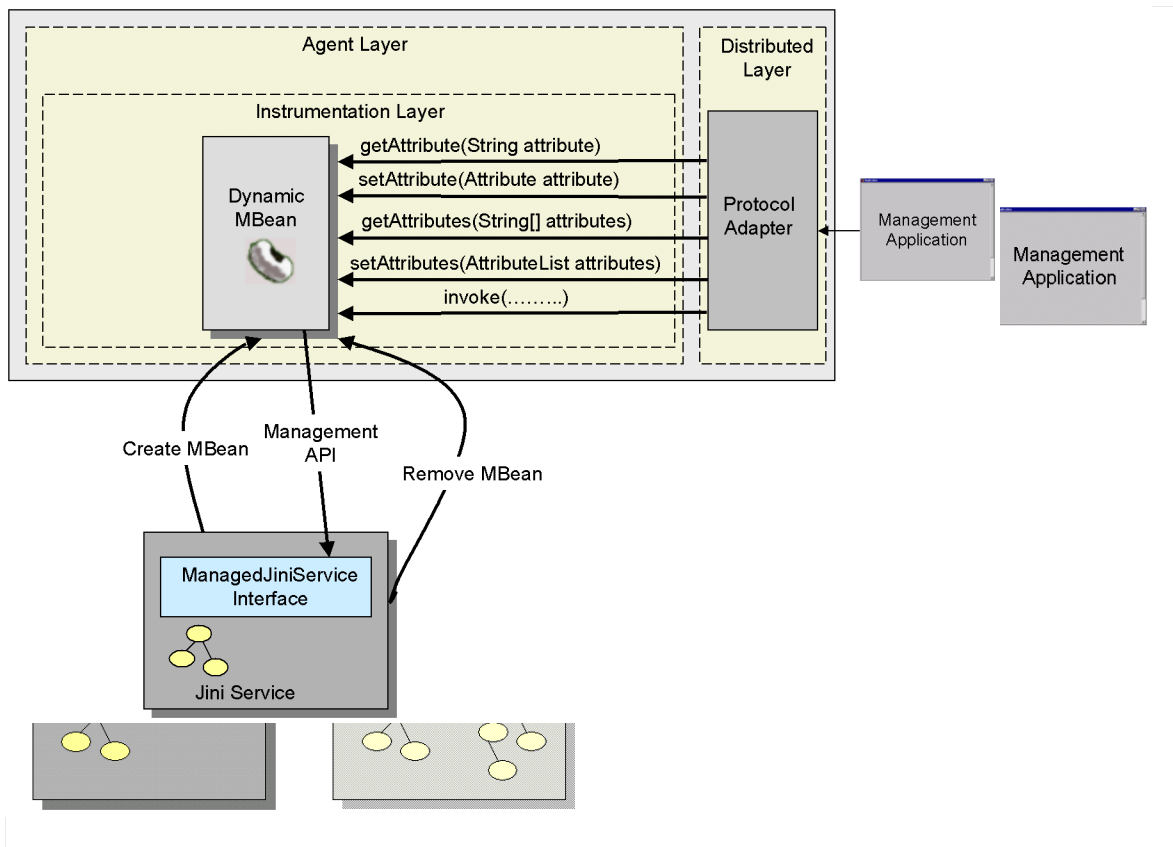 Agent Layer
Distributed
Layer
Instrumentation Layer
Dynamic
MBean
getAttribute(String attribute)
setAttribute(Attribute attribute)
getAttributes(String[] attributes)
setAttributes(AttributeList attributes)
invoke(……...)
Protocol
Adapter
Management
Application
Management
Application
Create MBean
Management
API
Remove MBean
ManagedJiniService
Interface
Jini Service